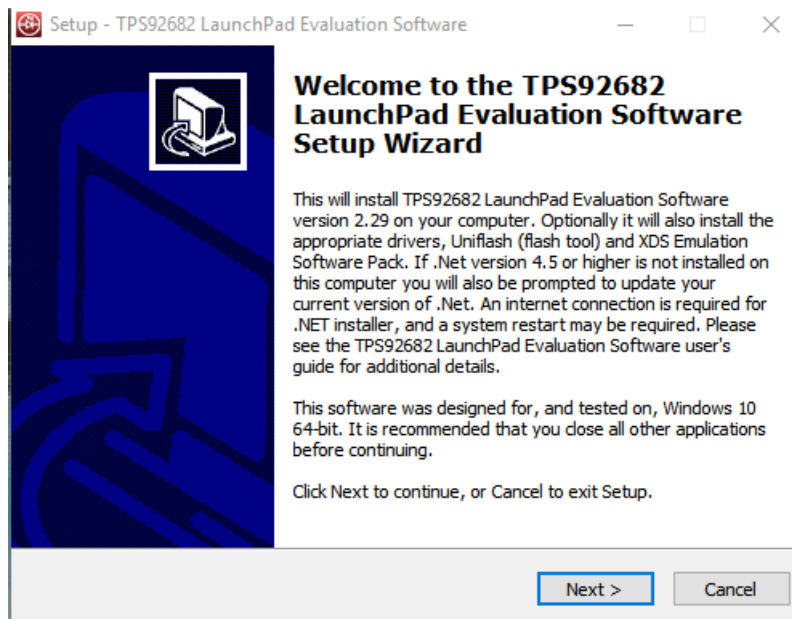 Setup - TPS92682 LaunchPad Evaluation Software
Welcome to the TPS92682
LaunchPad Evaluation Software
Setup Wizard
This will install TPS92682 LaunchPad Evaluation Software
version 2.29 on your computer. Optionally it will also install the
appropriate drivers, Uniflash (flash tool) and XDS Emulation
Software Pack. If .Net version 4.5 or higher is not installed on
this computer you will also be prompted to update your
current version of .Net. An internet connection is required for
.NET installer, and a system restart may be required. Please
see the TPS92682 LaunchPad Evaluation Software user's
guide for additional details.
This software was designed for, and tested on, Windows 10
64-bit. It is recommended that you close all other applications
before continuing.
Click Next to continue, or Cancel to exit Setup.
Next >
Cancel